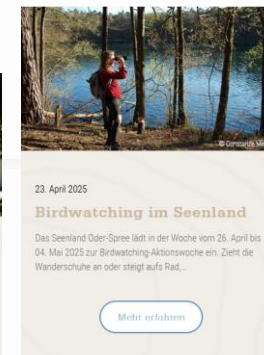 23. April 2025
Birdwatching im Seenland
Das Seenland Oder-Spree lädt in der Woche vom 26. April bis
04. Mai 2025 zur Birdwatching-Aktionswoche ein. Zieht die
Wanderschuhe an oder steigt aufs Rad,...
Mehr erfahren